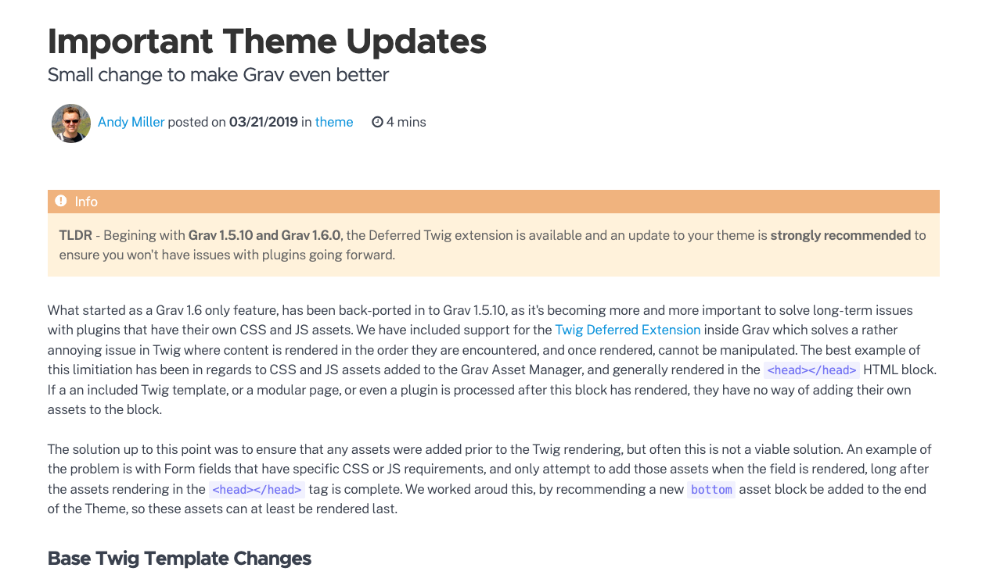 Important Theme Updates
Small change to make Grav even better
Andy Miller posted on 03/21/2019 in theme 4 mins
Info
TLDR - Begining with Grav 1.5.10 and Grav 1.6.0, the Deferred Twig extension is available and an update to your theme is strongly recommended to
ensure you won't have issues with plugins going forward.
What started as a Grav 1.6 only feature, has been back-ported in to Grav 1.5.10, as it's becoming more and more important to solve long-term issues
with plugins that have their own CSS and JS assets. We have included support for the Twig Deferred Extension inside Grav which solves a rather
annoying issue in Twig where content is rendered in the order they are encountered, and once rendered, cannot be manipulated. The best example of
this limitiation has been in regards to CSS and JS assets added to the Grav Asset Manager, and generally rendered in the <head></head> HTML block.
If a an included Twig template, or a modular page, or even a plugin is processed after this block has rendered, they have no way of adding their own
assets to the block.
The solution up to this point was to ensure that any assets were added prior to the Twig rendering, but often this is not a viable solution. An example of
the problem is with Form fields that have specific CSS or JS requirements, and only attempt to add those assets when the field is rendered, long after
the assets rendering in the <head></head> tag is complete. We worked aroud this, by recommending a new bottom asset block be added to the end
of the Theme, so these assets can at least be rendered last.
Base Twig Template Changes